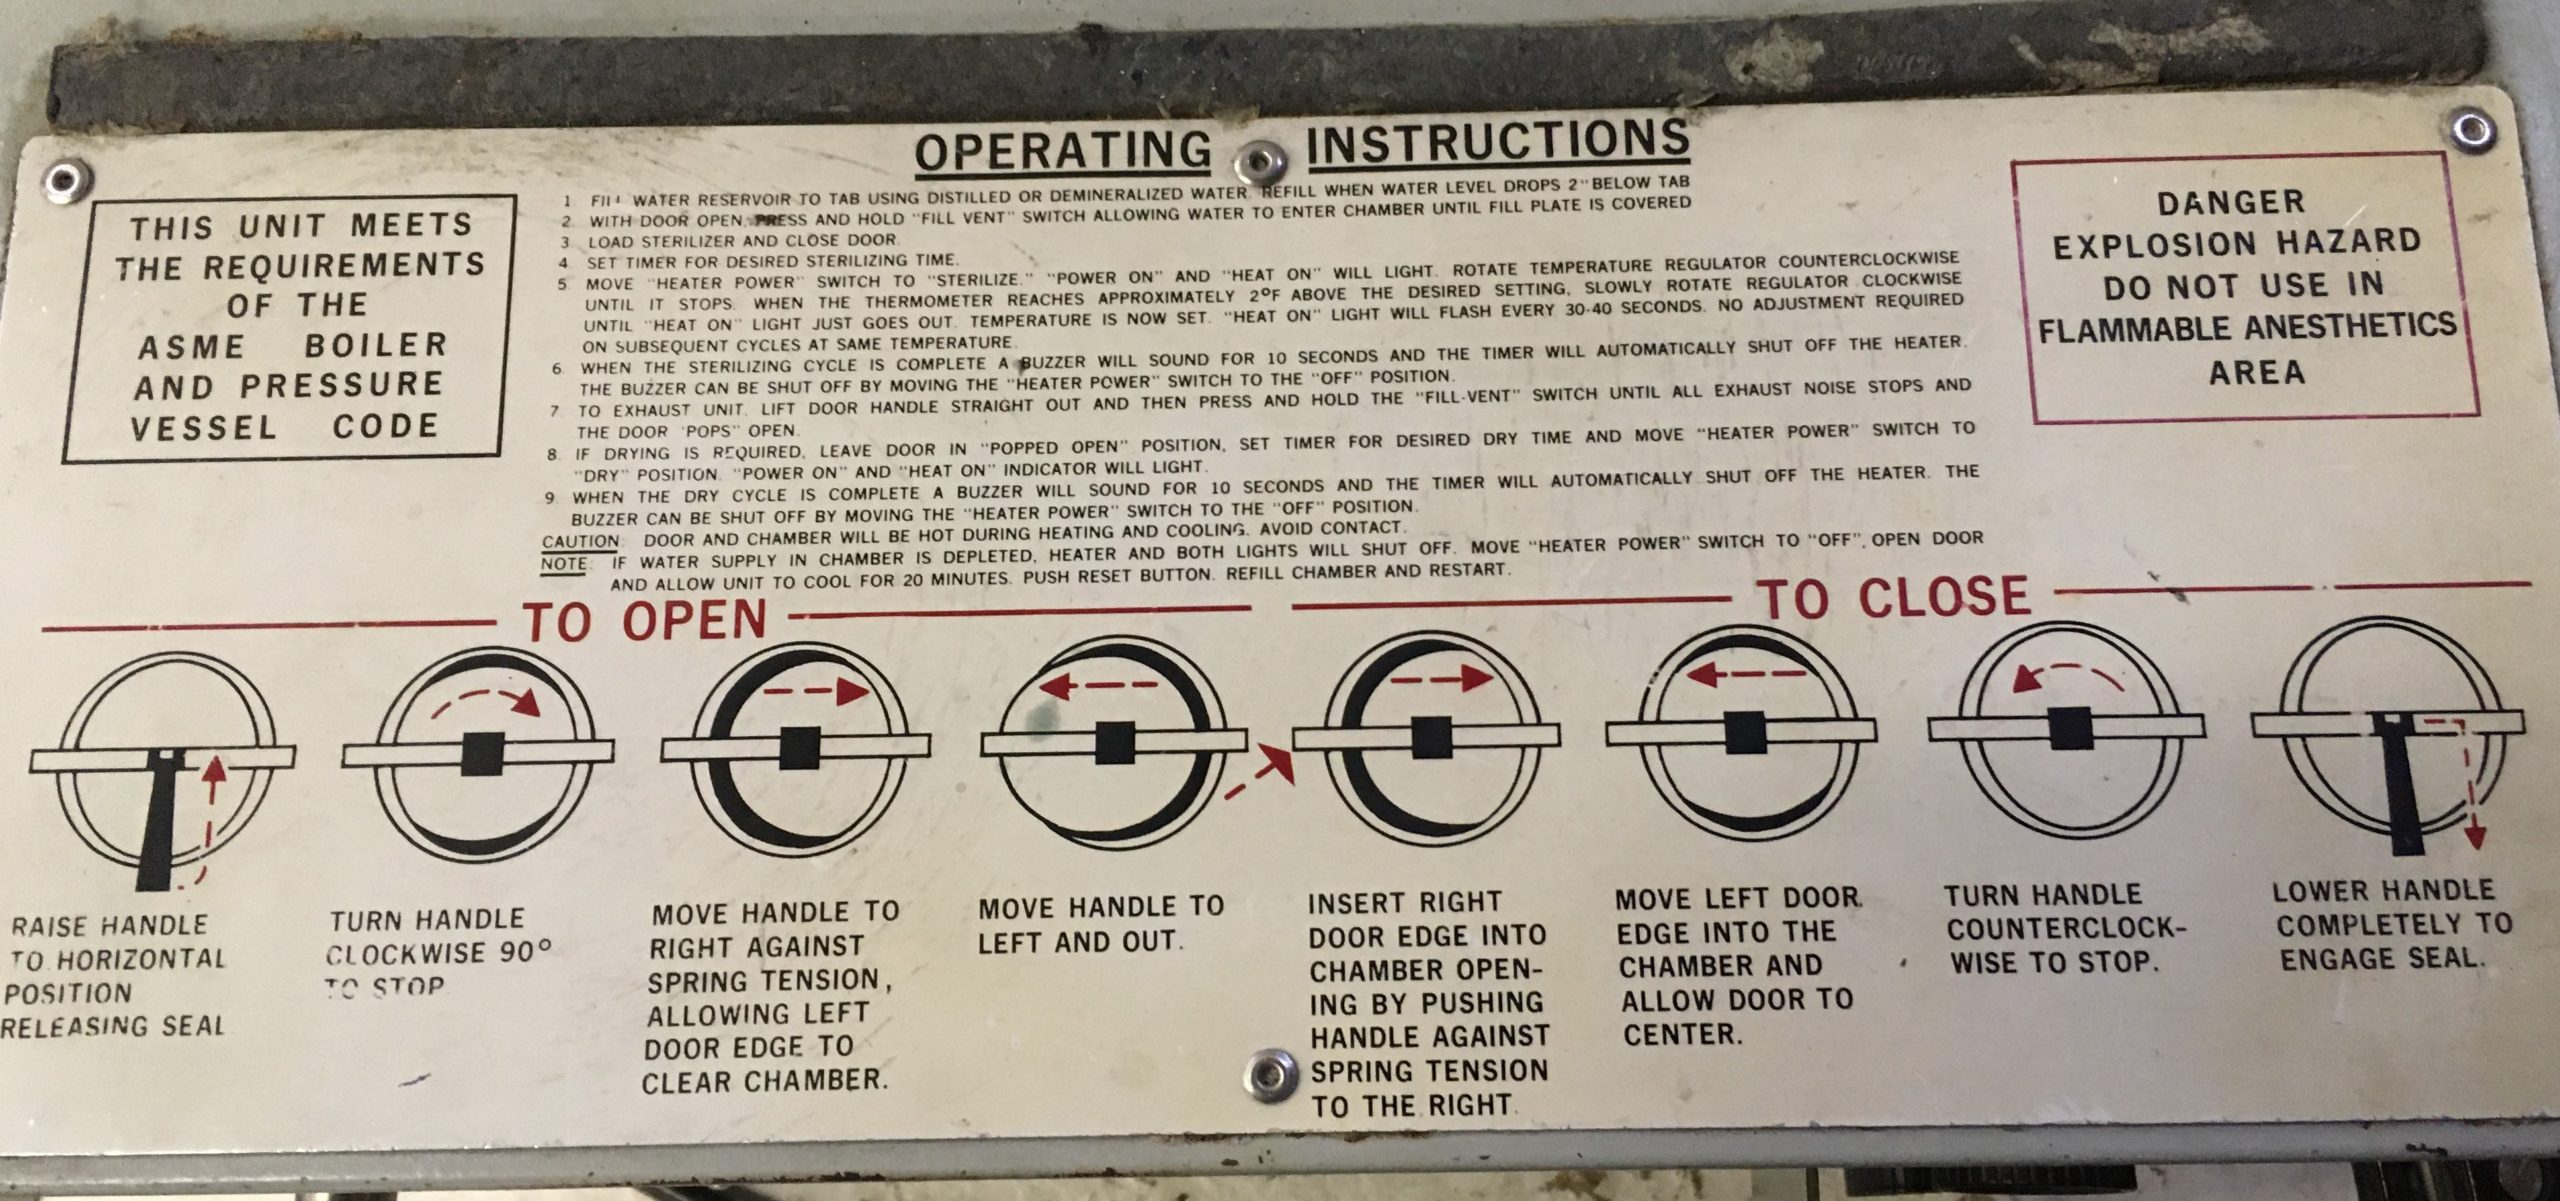 OPERATING INSTRUCTIONS
THIS UNIT MEETS
THE REQUIREMENTS
OF THE
ASME BOILER
AND PRESSURE
VESSEL CODE
1 FILL WATER RESERVOIR TO TAB USING DISTILLED OR DEMINERALIZED WATER. REFILL WHEN WATER LEVEL DROPS 2" BELOW TAB
2. WITH DOOR OPEN, PRESS AND HOLD "FILL VENT" SWITCH ALLOWING WATER TO ENTER CHAMBER UNTIL FILL PLATE IS COVERED
3 LOAD STERILIZER AND CLOSE DOOR
4 SET TIMER FOR DESIRED STERILIZING TIME.
5. MOVE "HEATER POWER" SWITCH TO "STERILIZE." "POWER ON" AND "HEAT ON" WILL LIGHT. ROTATE TEMPERATURE REGULATOR COUNTERCLOCKWISE
UNTIL IT STOPS. WHEN THE THERMOMETER REACHES APPROXIMATELY 2°F ABOVE THE DESIRED SETTING, SLOWLY ROTATE REGULATOR CLOCKWISE
UNTIL "HEAT ON" LIGHT JUST GOES OUT. TEMPERATURE IS NOW SET. "HEAT ON" LIGHT WILL FLASH EVERY 30-40 SECONDS. NO ADJUSTMENT REQUIRED
ON SUBSEQUENT CYCLES AT SAME TEMPERATURE.
6. WHEN THE STERILIZING CYCLE IS COMPLETE A BUZZER WILL SOUND FOR 10 SECONDS AND THE TIMER WILL AUTOMATICALLY SHUT OFF THE HEATER.
THE BUZZER CAN BE SHUT OFF BY MOVING THE "HEATER POWER" SWITCH TO THE "OFF" POSITION.
7. TO EXHAUST UNIT, LIFT DOOR HANDLE STRAIGHT OUT AND THEN PRESS AND HOLD THE "FILL-VENT" SWITCH UNTIL ALL EXHAUST NOISE STOPS AND
THE DOOR "POPS" OPEN.
8. IF DRYING IS REQUIRED, LEAVE DOOR IN "POPPED OPEN" POSITION, SET TIMER FOR DESIRED DRY TIME AND MOVE "HEATER POWER" SWITCH TO
"DRY" POSITION. "POWER ON" AND "HEAT ON" INDICATOR WILL LIGHT.
9. WHEN THE DRY CYCLE IS COMPLETE A BUZZER WILL SOUND FOR 10 SECONDS AND THE TIMER WILL AUTOMATICALLY SHUT OFF THE HEATER. THE
BUZZER CAN BE SHUT OFF BY MOVING THE "HEATER POWER" SWITCH TO THE "OFF" POSITION.
CAUTION: DOOR AND CHAMBER WILL BE HOT DURING HEATING AND COOLING. AVOID CONTACT.
NOTE: IF WATER SUPPLY IN CHAMBER IS DEPLETED, HEATER AND BOTH LIGHTS WILL SHUT OFF. MOVE "HEATER POWER" SWITCH TO "OFF", OPEN DOOR
AND ALLOW UNIT TO COOL FOR 20 MINUTES. PUSH RESET BUTTON. REFILL CHAMBER AND RESTART.
DANGER
EXPLOSION HAZARD
DO NOT USE IN
FLAMMABLE ANESTHETICS
AREA
TO OPEN
RAISE HANDLE
TO HORIZONTAL
POSITION
RELEASING SEAL
TURN HANDLE
CLOCKWISE 90°
TO STOP
MOVE HANDLE TO
RIGHT AGAINST
SPRING TENSION,
ALLOWING LEFT
DOOR EDGE TO
CLEAR CHAMBER.
MOVE HANDLE TO
LEFT AND OUT.
TO CLOSE
INSERT RIGHT
DOOR EDGE INTO
CHAMBER OPEN-
ING BY PUSHING
HANDLE AGAINST
SPRING TENSION
TO THE RIGHT.
MOVE LEFT DOOR
EDGE INTO THE
CHAMBER AND
ALLOW DOOR TO
CENTER.
TURN HANDLE
COUNTERCLOCK-
WISE TO STOP.
LOWER HANDLE
COMPLETELY TO
ENGAGE SEAL.